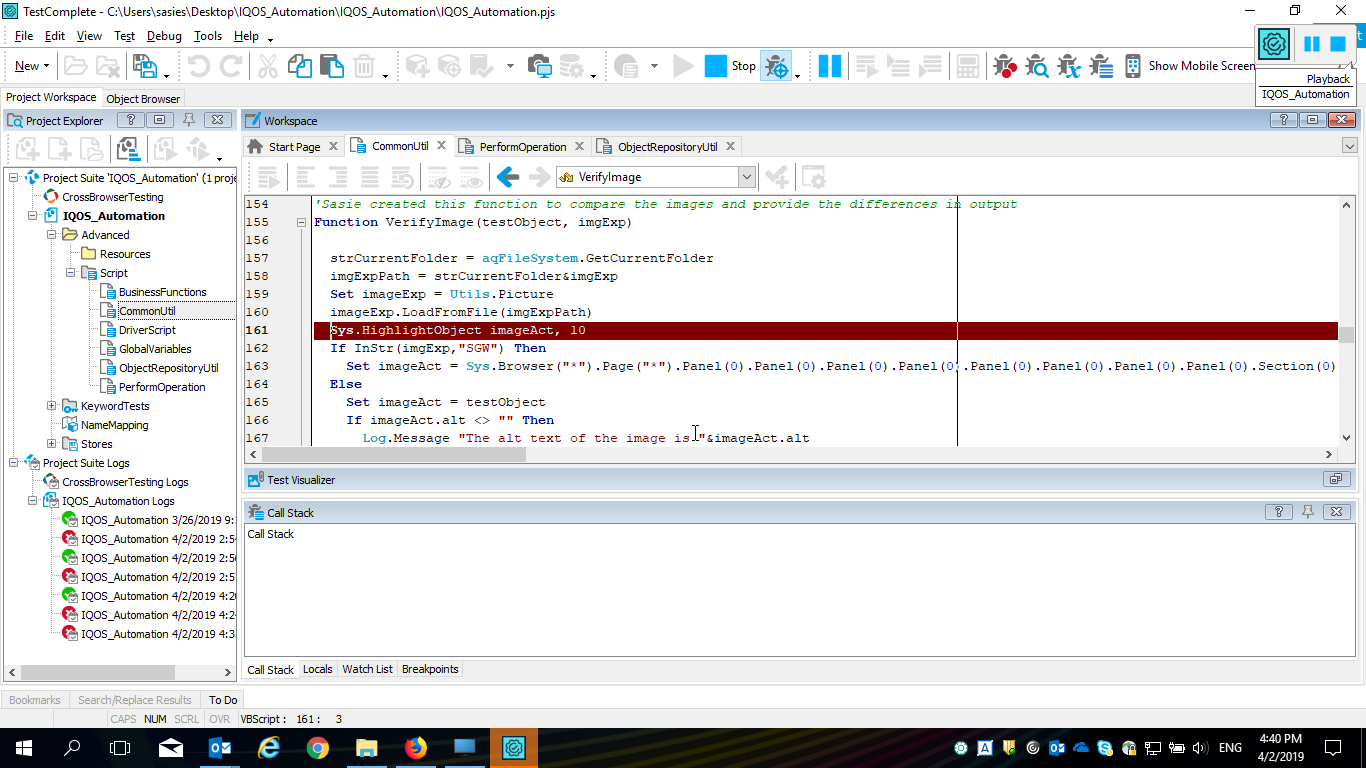 TestComplete - C:\Users\sasies\Desktop\IQOS_Automation\IQOS_Automation\IQOS_Automation.pjs
File Edit View Test Debug Tools Help
New Stop Show Mobile Screen
Playback
IQOS_Automation
Project Workspace Object Browser
Project Explorer
Workspace
Start Page CommonUtil PerformOperation ObjectRepositoryUtil
VerifyImage
Project Suite 'IQOS_Automation' (1 proje
CrossBrowserTesting
IQOS_Automation
Advanced
Resources
Script
BusinessFunctions
CommonUtil
DriverScript
GlobalVariables
ObjectRepositoryUtil
PerformOperation
KeywordTests
NameMapping
Stores
Project Suite Logs
CrossBrowserTesting Logs
IQOS_Automation Logs
IQOS_Automation 3/26/2019 9:
IQOS_Automation 4/2/2019 2:5
IQOS_Automation 4/2/2019 2:5
IQOS_Automation 4/2/2019 2:5
IQOS_Automation 4/2/2019 4:2
IQOS_Automation 4/2/2019 4:2
IQOS_Automation 4/2/2019 4:3
154 'Sasie created this function to compare the images and provide the differences in output
155 Function VerifyImage(testObject, imgExp)
156
157 strCurrentFolder = aqFileSystem.GetCurrentFolder
158 imgExpPath = strCurrentFolder&imgExp
159 Set imageExp = Utils.Picture
160 imageExp.LoadFromFile(imgExpPath)
161 Sys.HighlightObject imageAct, 10
162 If InStr(imgExp,"SGW") Then
163 Set imageAct = Sys.Browser("*").Page("*").Panel(0).Panel(0).Panel(0).Panel(0).Panel(0).Panel(0).Panel(0).Section(0)
164 Else
165 Set imageAct = testObject
166 If imageAct.alt <> "" Then
167 Log.Message "The alt text of the image is "&imageAct.alt
Test Visualizer
Call Stack
Call Stack
Call Stack Locals Watch List Breakpoints
Bookmarks Search/Replace Results To Do
CAPS NUM SCRL OVR VBScript : 161 : 3
ENG
4:40 PM
4/2/2019